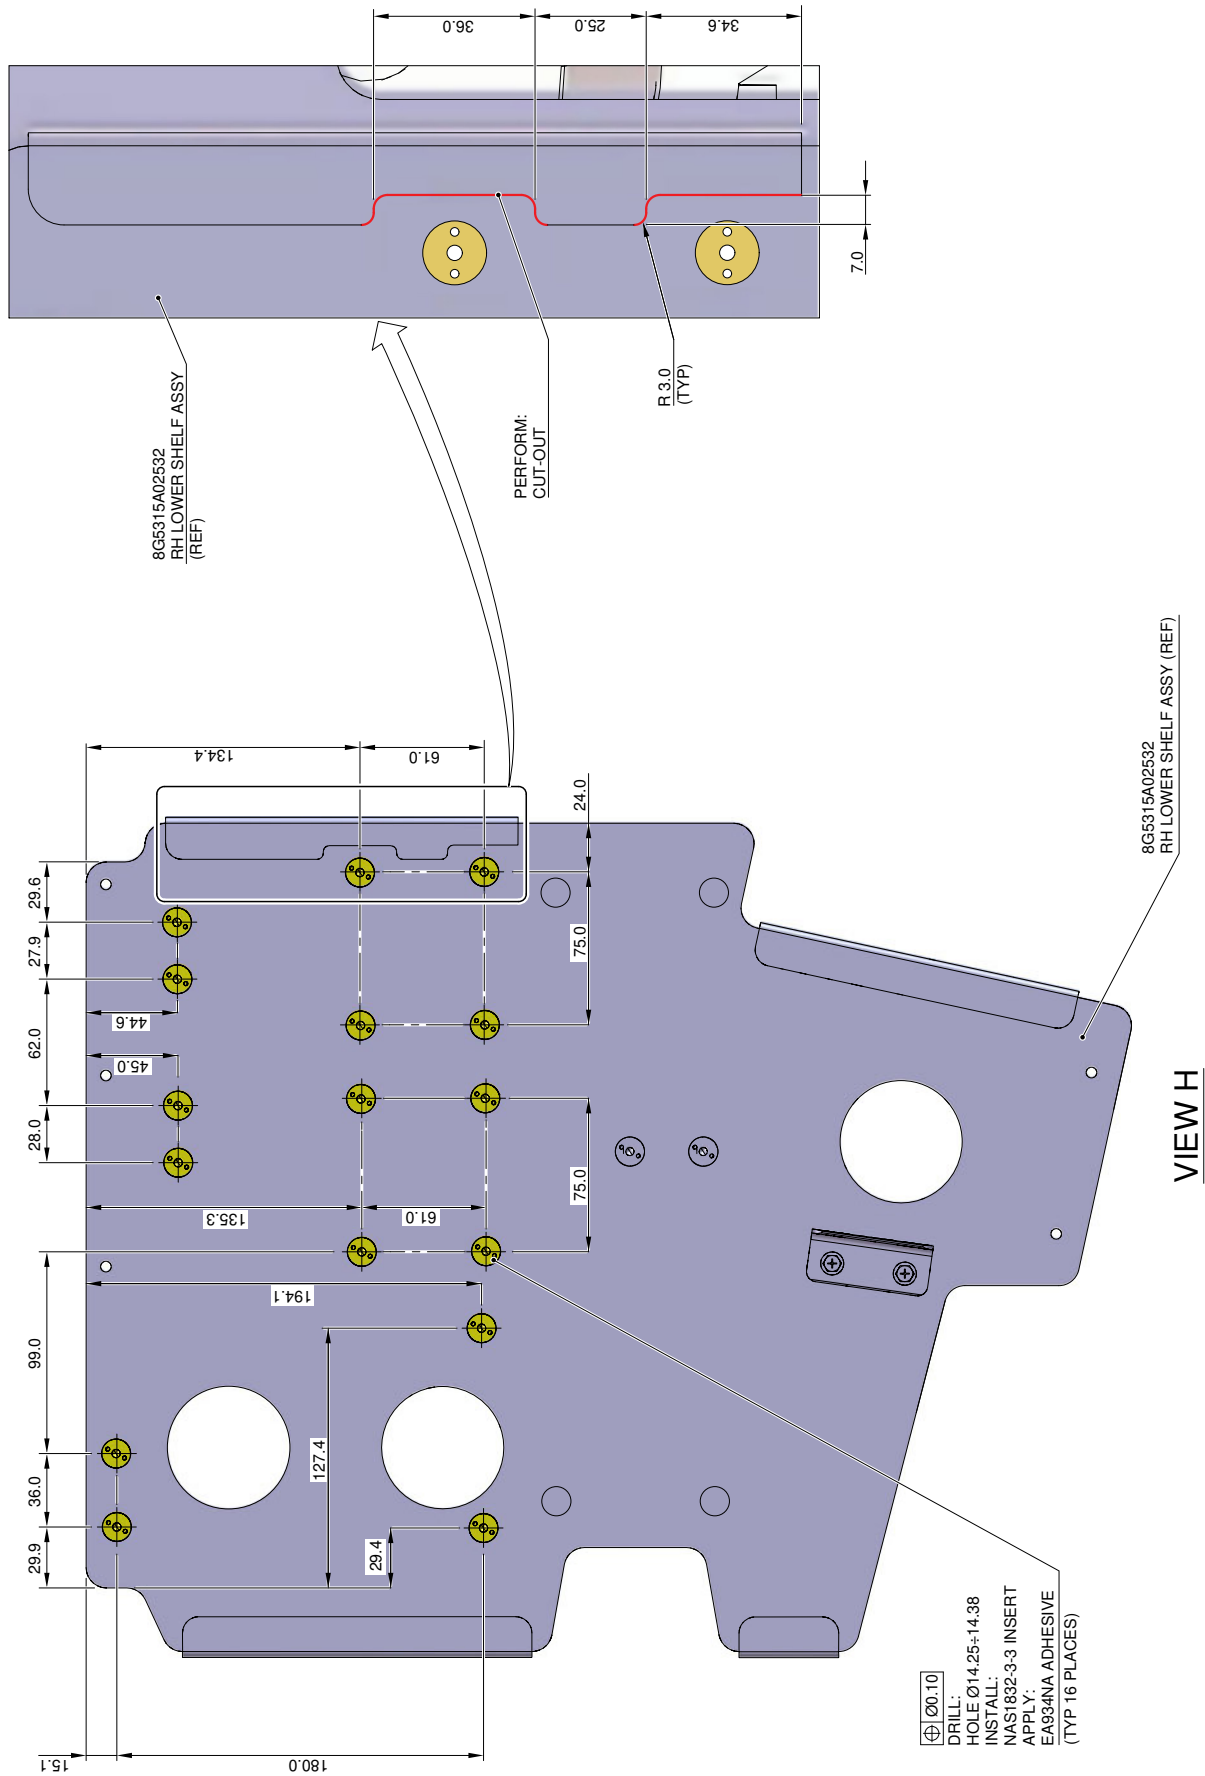 36.0
25.0
34.6
7.0
8G5315A02532
RH LOWER SHELF ASSY
(REF)
PERFORM:
CUT-OUT
R 3.0
(TYP)
134.4
61.0
24.0
29.6
27.9
62.0
28.0
44.6
45.0
75.0
75.0
135.3
61.0
194.1
99.0
127.4
36.0
29.9
29.4
15.1
180.0
8G5315A02532
RH LOWER SHELF ASSY (REF)
⌖ Ø0.10
DRILL:
HOLE Ø14.25÷14.38
INSTALL:
NAS1832-3-3 INSERT
APPLY:
EA934NA ADHESIVE
(TYP 16 PLACES)
VIEW H